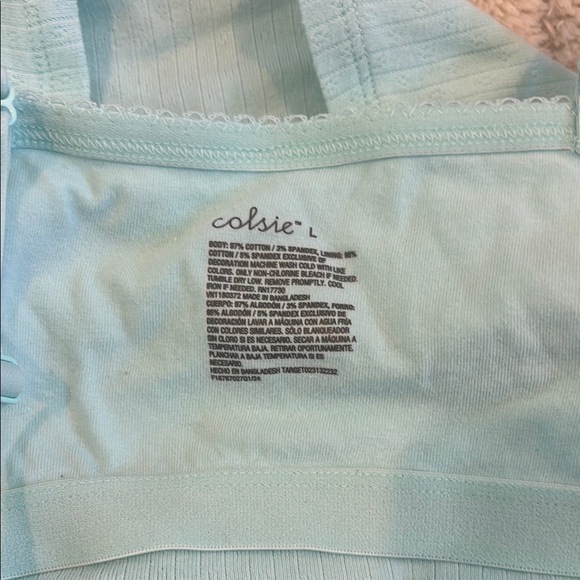 colsie™ L
BODY: 97% COTTON / 3% SPANDEX, LINING: 95%
COTTON / 5% SPANDEX EXCLUSIVE OF
DECORATION MACHINE WASH COLD WITH LIKE
COLORS. ONLY NON-CHLORINE BLEACH IF NEEDED.
TUMBLE DRY LOW. REMOVE PROMPTLY. COOL
IRON IF NEEDED. RN17730
VN1180372 MADE IN BANGLADESH
CUERPO: 97% ALGODÓN / 3% SPANDEX, FORRO:
95% ALGODÓN / 5% SPANDEX EXCLUSIVO DE
DECORACIÓN LAVAR A MÁQUINA CON AGUA FRÍA
CON COLORES SIMILARES. SÓLO BLANQUEADOR
SIN CLORO SI ES NECESARIO. SECAR A MÁQUINA A
TEMPERATURA BAJA. RETIRAR OPORTUNAMENTE.
PLANCHAR A BAJA TEMPERATURA SI ES
NECESARIO.
HECHO EN BANGLADESH TARGET023132232